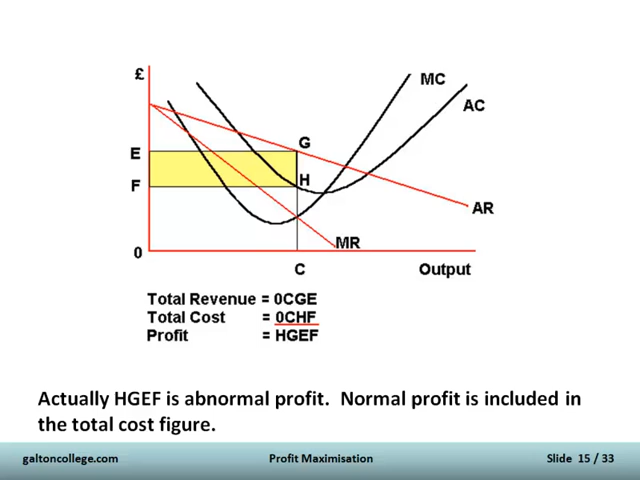 £
MC
AC
G
E
H
F
AR
MR
0
C
Output
Total Revenue = 0CGE
Total Cost = 0CHF
Profit = HGEF
Actually HGEF is abnormal profit. Normal profit is included in
the total cost figure.
galtoncollege.com Profit Maximisation Slide 15 / 33